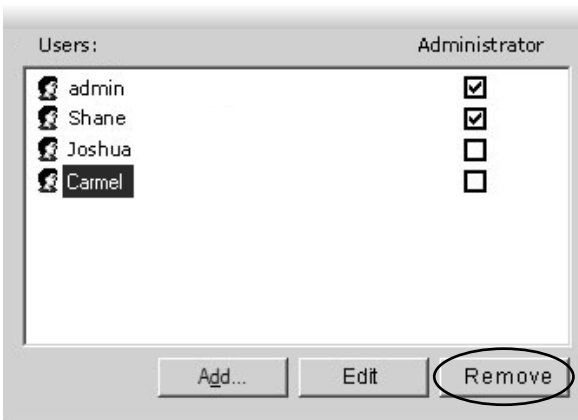 Users: Administrator
admin
Shane
Joshua
Carmel
Add... Edit Remove